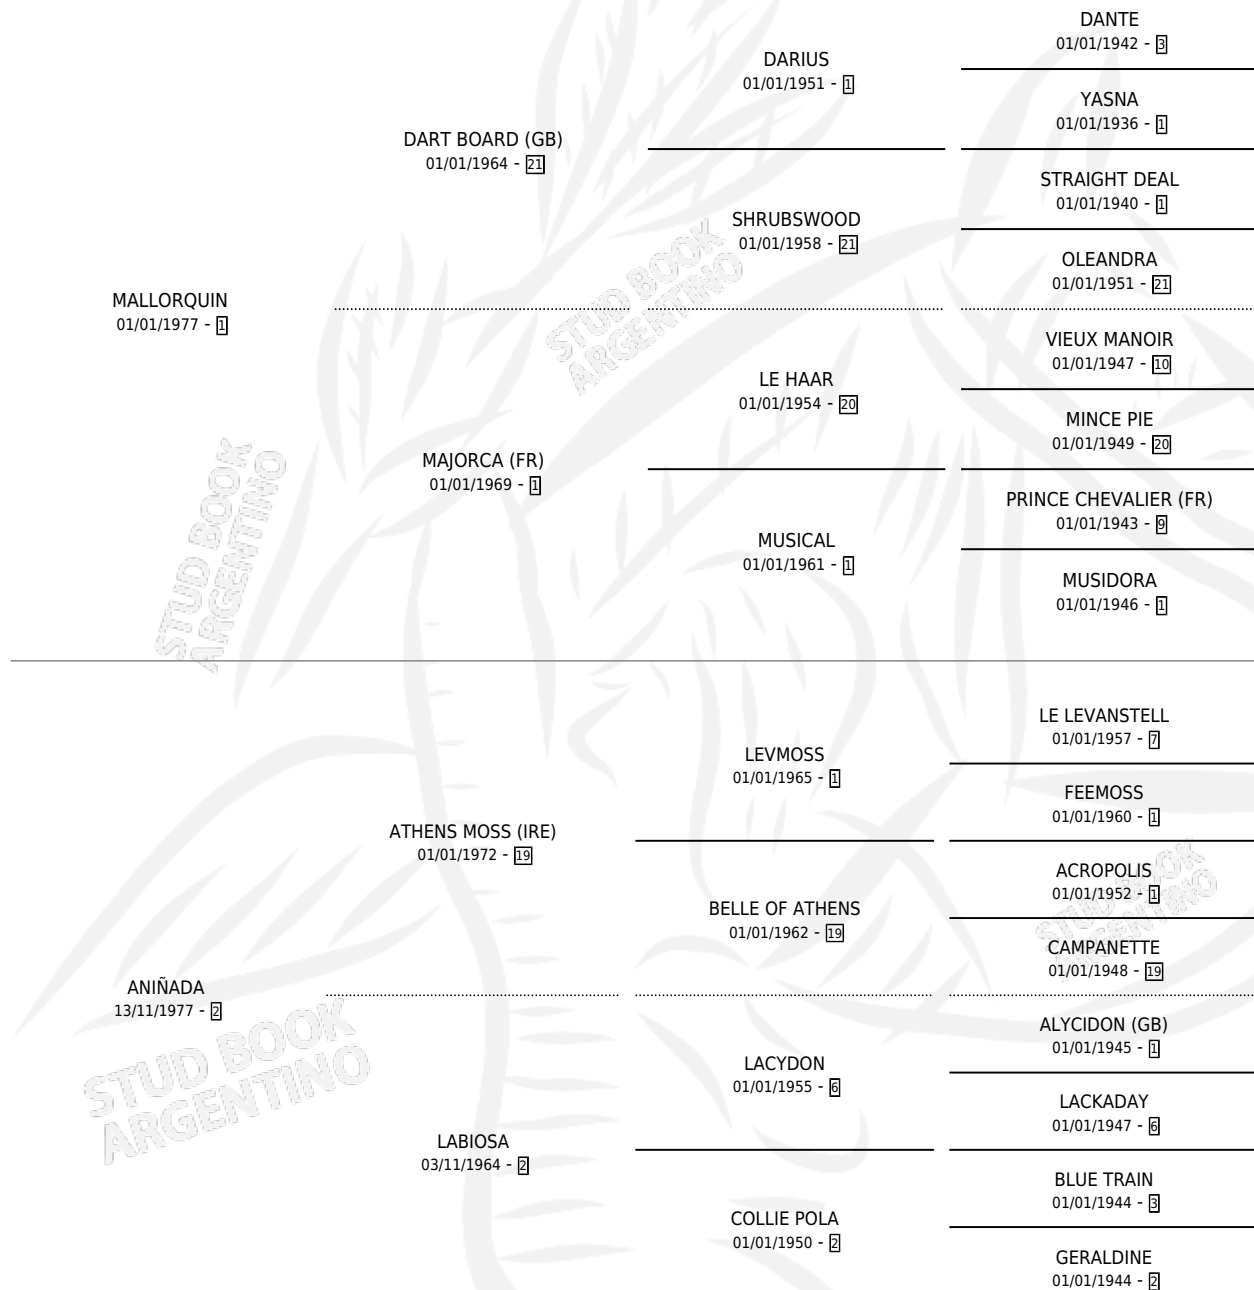 DANTE
01/01/1942 - 3
DARIUS
01/01/1951 - 1
YASNA
01/01/1936 - 1
DART BOARD (GB)
01/01/1964 - 21
STRAIGHT DEAL
01/01/1940 - 1
SHRUBSWOOD
01/01/1958 - 21
OLEANDRA
01/01/1951 - 21
MALLORQUIN
01/01/1977 - 1
VIEUX MANOIR
01/01/1947 - 10
LE HAAR
01/01/1954 - 20
MINCE PIE
01/01/1949 - 20
MAJORCA (FR)
01/01/1969 - 1
PRINCE CHEVALIER (FR)
01/01/1943 - 9
MUSICAL
01/01/1961 - 1
MUSIDORA
01/01/1946 - 1
LE LEVANSTELL
01/01/1957 - 7
LEVMOSS
01/01/1965 - 1
FEEMOSS
01/01/1960 - 1
ATHENS MOSS (IRE)
01/01/1972 - 19
ACROPOLIS
01/01/1952 - 1
BELLE OF ATHENS
01/01/1962 - 19
CAMPANETTE
01/01/1948 - 19
ANIÑADA
13/11/1977 - 2
ALYCIDON (GB)
01/01/1945 - 1
LACYDON
01/01/1955 - 6
LACKADAY
01/01/1947 - 6
LABIOSA
03/11/1964 - 2
BLUE TRAIN
01/01/1944 - 3
COLLIE POLA
01/01/1950 - 2
GERALDINE
01/01/1944 - 2
STUD BOOK
ARGENTINO
STUD BOOK
ARGENTINO
STUD BOOK
ARGENTINO
STUD BOOK
ARGENTINO